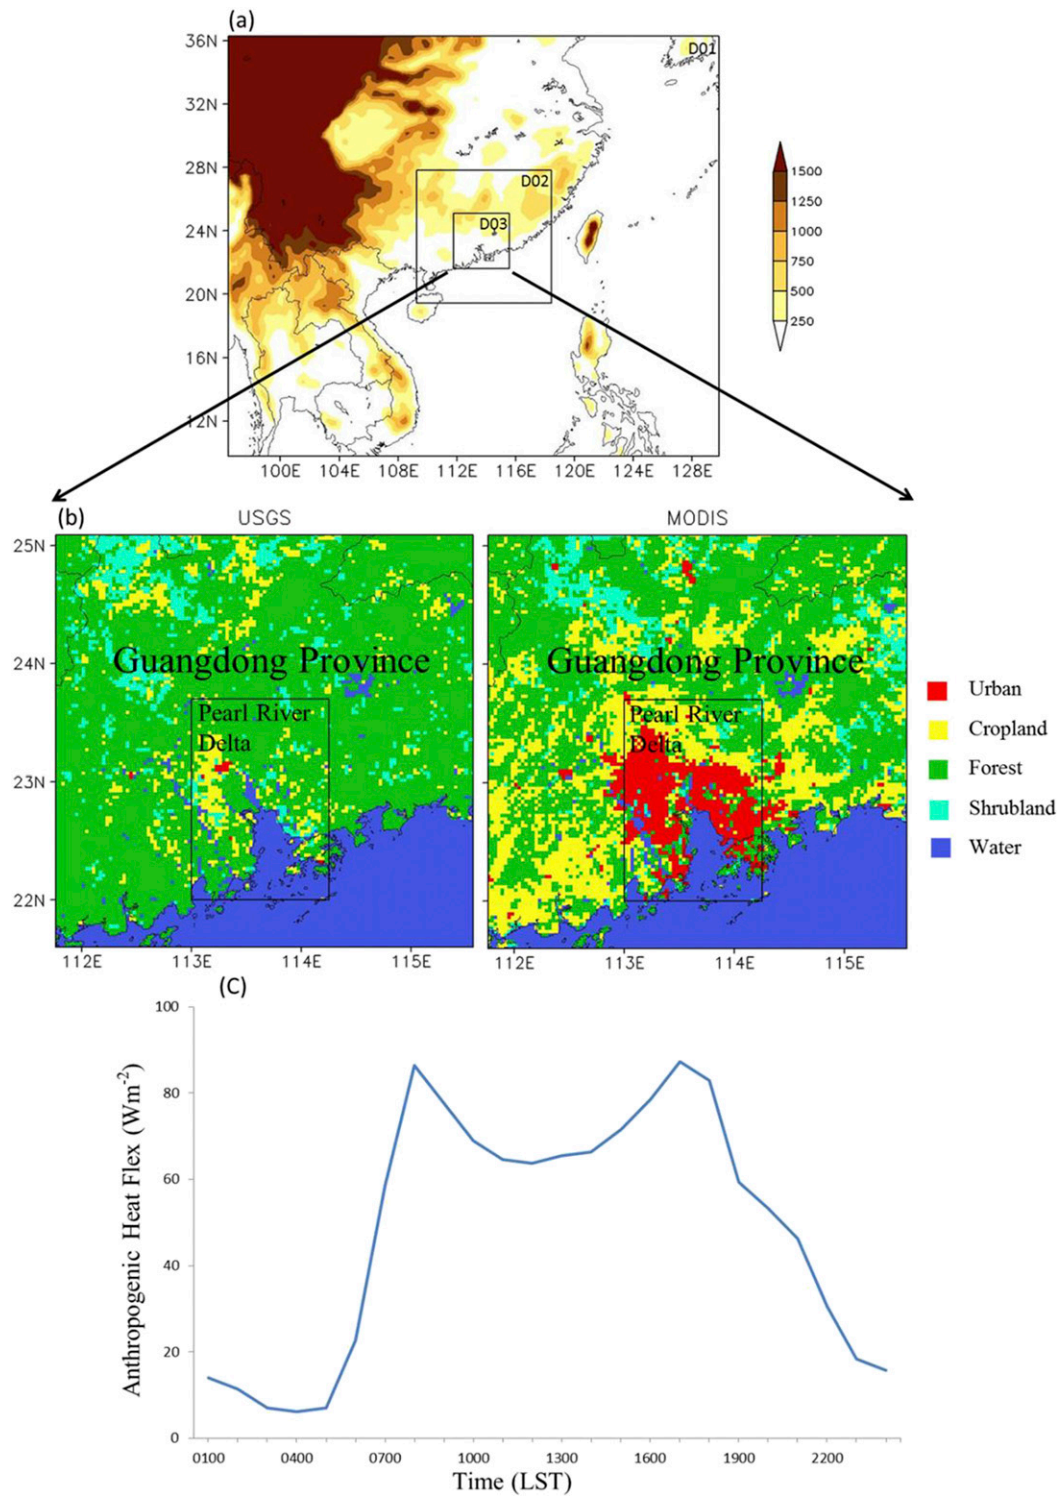 (a)
36N
32N
28N
24N
20N
16N
12N
100E 104E 108E 112E 116E 120E 124E 128E
D01
D02
D03
1500
1250
1000
750
500
250
(b)
USGS
MODIS
25N
24N
23N
22N
Guangdong Province
Pearl River
Delta
112E 113E 114E 115E
Guangdong Province
Pearl River
Delta
112E 113E 114E 115E
Urban
Cropland
Forest
Shrubland
Water
(C)
Anthropogenic Heat Flex (Wm-2)
100
80
60
40
20
0
0100 0400 0700 1000 1300 1600 1900 2200
Time (LST)